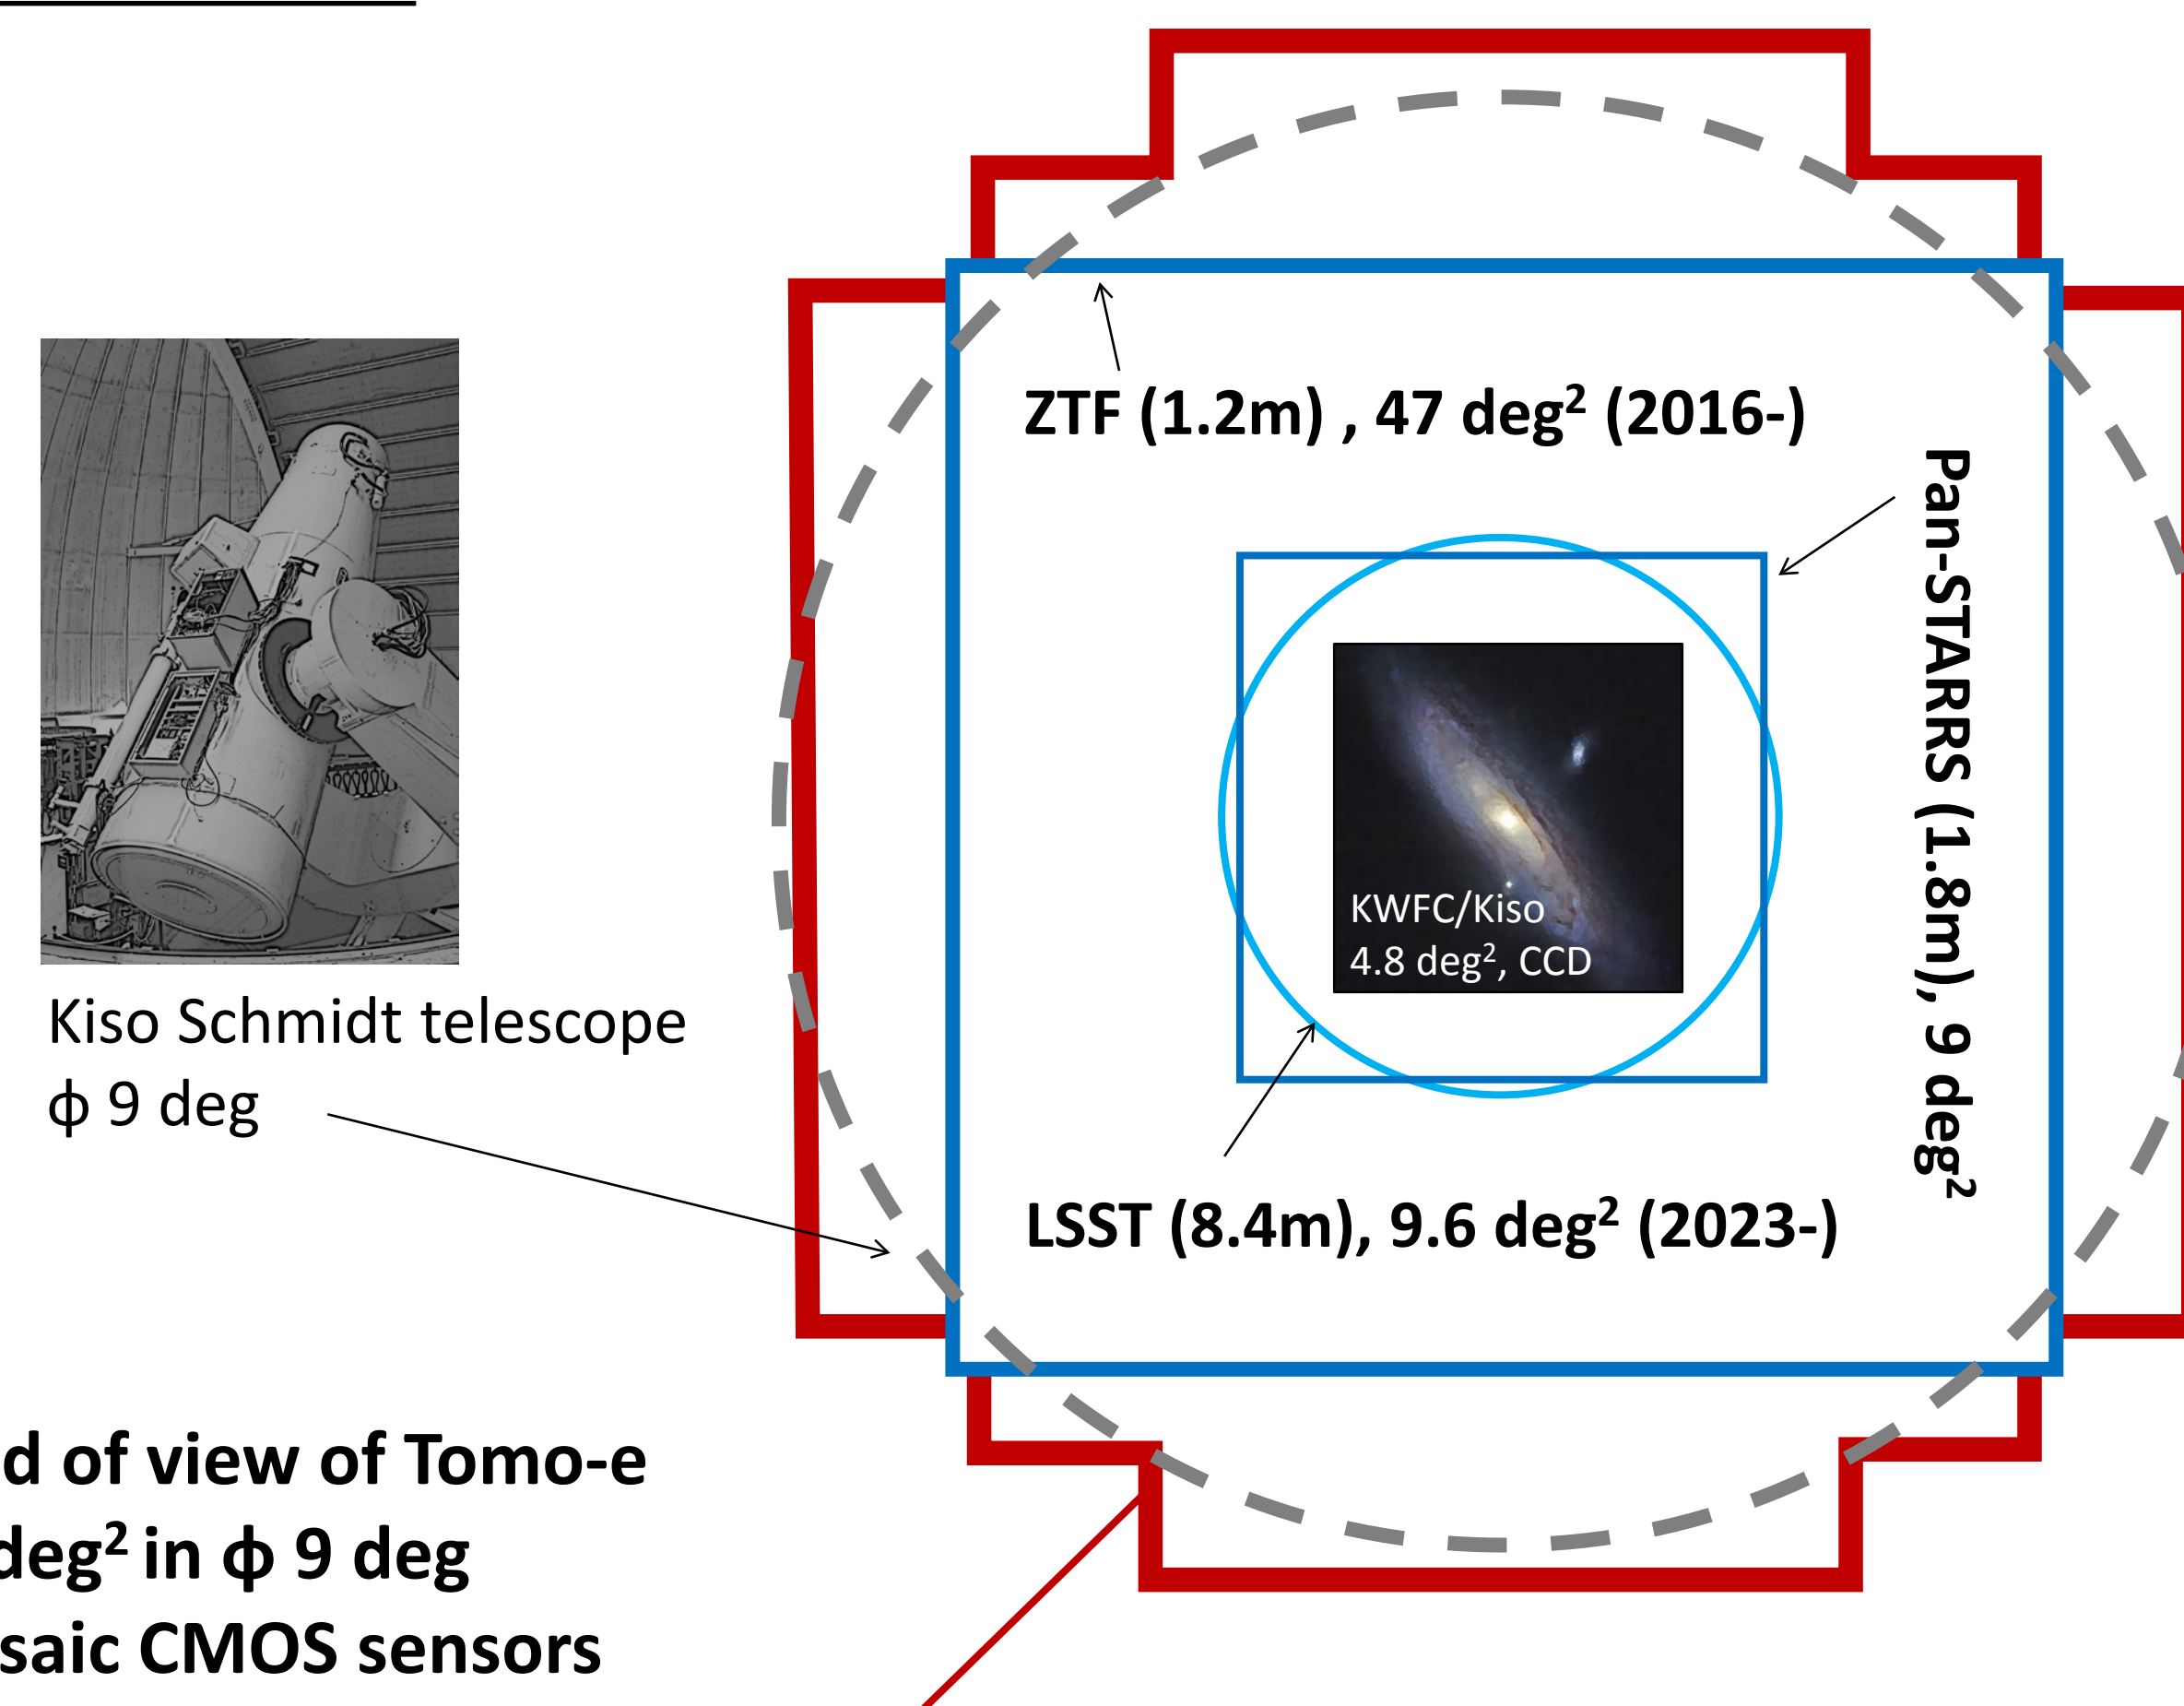 ZTF (1.2m) , 47 deg² (2016-)
Pan-STARRS (1.8m), 9 deg²
KWFC/Kiso
4.8 deg², CCD
Kiso Schmidt telescope
ϕ 9 deg
LSST (8.4m), 9.6 deg² (2023-)
of view of Tomo-e
deg² in ϕ 9 deg
CMOS sensors